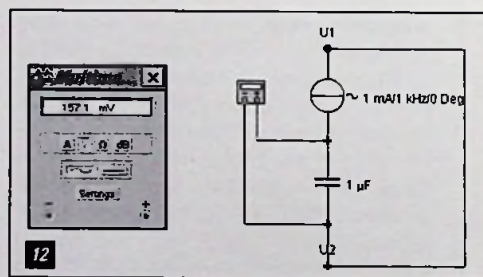 U1
Multimeter
157.1 mV
A V Ω dB
Settings
- +
~ 1 mA/1 kHz/0 Deg
1 µF
U2
12